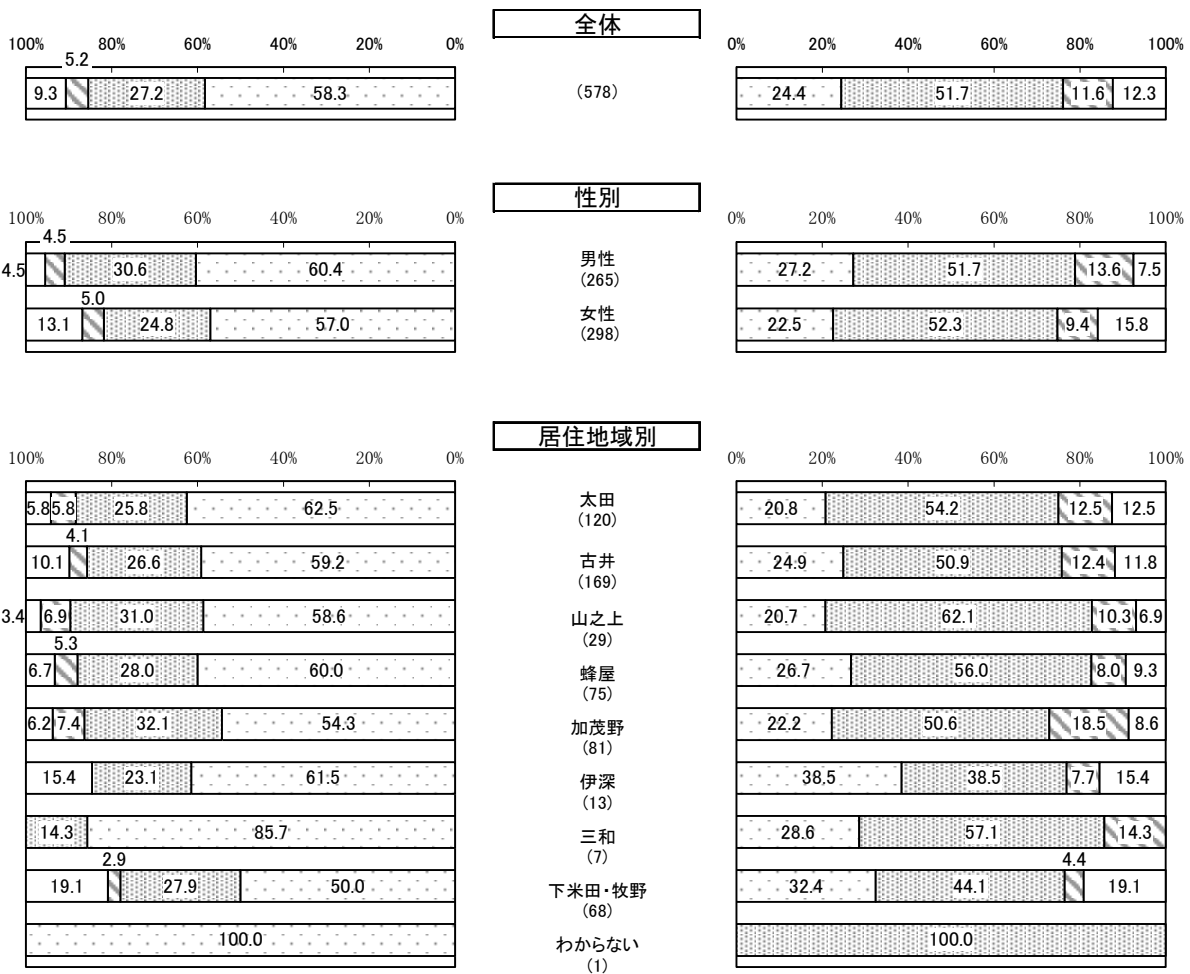 全体
100% 80% 60% 40% 20% 0% 0% 20% 40% 60% 80% 100%
5.2
9.3 27.2 58.3 (578) 24.4 51.7 11.6 12.3
性別
100% 80% 60% 40% 20% 0% 0% 20% 40% 60% 80% 100%
4.5
4.5 30.6 60.4 男性 27.2 51.7 13.6 7.5
(265)
5.0
13.1 24.8 57.0 女性 22.5 52.3 9.4 15.8
(298)
居住地域別
100% 80% 60% 40% 20% 0% 0% 20% 40% 60% 80% 100%
5.8 5.8 25.8 62.5 太田 20.8 54.2 12.5 12.5
(120)
4.1
10.1 26.6 59.2 古井 24.9 50.9 12.4 11.8
(169)
3.4 6.9 31.0 58.6 山之上 20.7 62.1 10.3 6.9
(29)
5.3
6.7 28.0 60.0 蜂屋 26.7 56.0 8.0 9.3
(75)
6.2 7.4 32.1 54.3 加茂野 22.2 50.6 18.5 8.6
(81)
15.4 23.1 61.5 伊深 38.5 38.5 7.7 15.4
(13)
14.3 85.7 三和 28.6 57.1 14.3
(7)
2.9 4.4
19.1 27.9 50.0 下米田・牧野 32.4 44.1 19.1
(68)
100.0 わからない 100.0
(1)